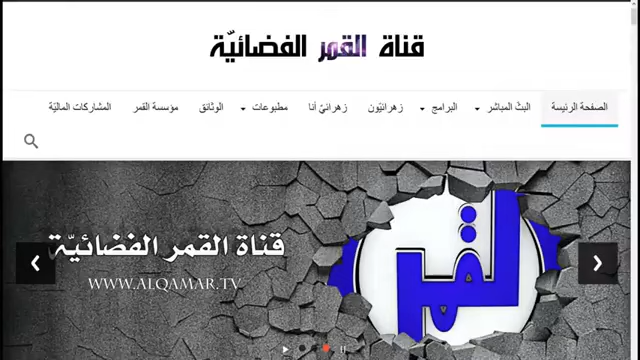 قناة القمر الفضائيّة
الصفحة الرئيسة البثّ المباشر البرامج زهرائيّون زهرائيٌّ أنا مطبوعات الوثائق مؤسسة القمر المشاركات الماليّة
قناة القمر الفضائيّة
WWW.ALQAMAR.TV
القمر